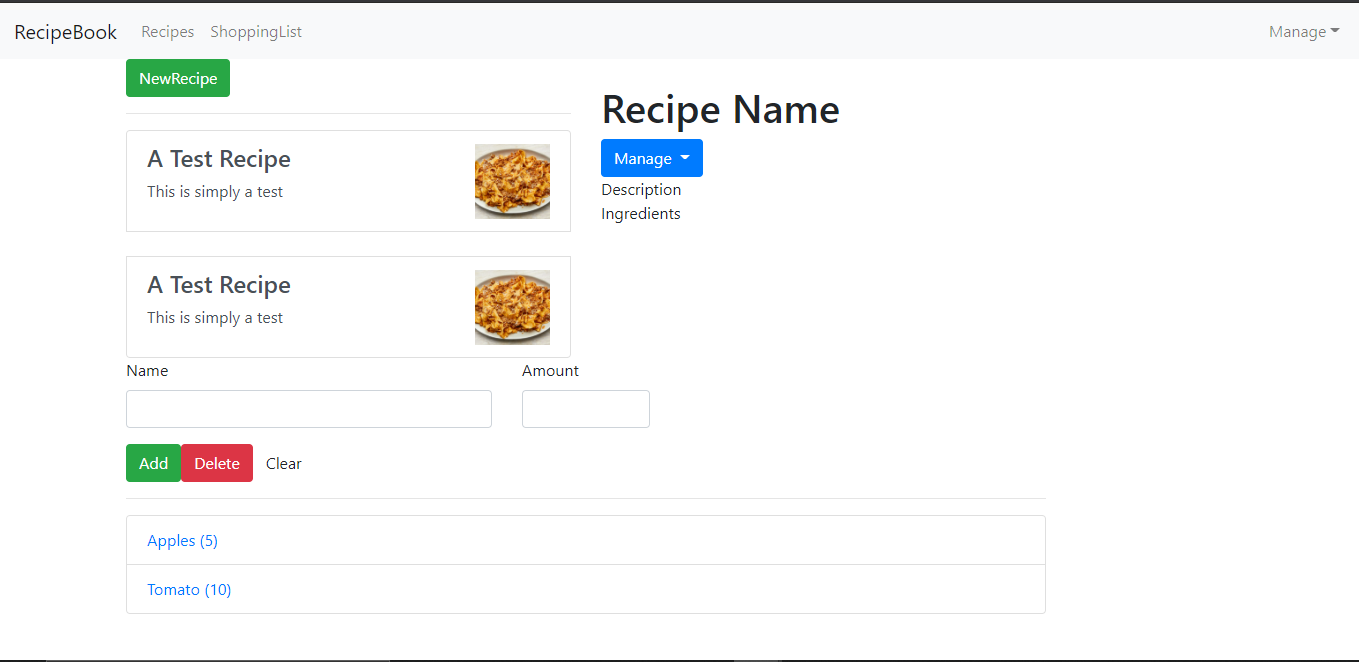 RecipeBook Recipes ShoppingList Manage
NewRecipe
Recipe Name
Manage
Description
Ingredients
A Test Recipe
This is simply a test
A Test Recipe
This is simply a test
Name Amount
Add Delete Clear
Apples (5)
Tomato (10)